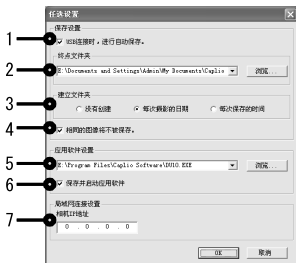 任选设置
保存设置
1
USB连接时，进行自动保存。
终点文件夹
2
E:\Documents and Settings\Admin\My Documents\Caplio
浏览...
建立文件夹
3
没有创建
每次摄影的日期
每次保存的时间
4
相同的图像将不被保存。
应用软件设置
5
E:\Program Files\Caplio Software\DU10.EXE
浏览...
6
保存并启动应用软件
局域网连接设置
7
相机IP地址
0 . 0 . 0 . 0
OK
取消